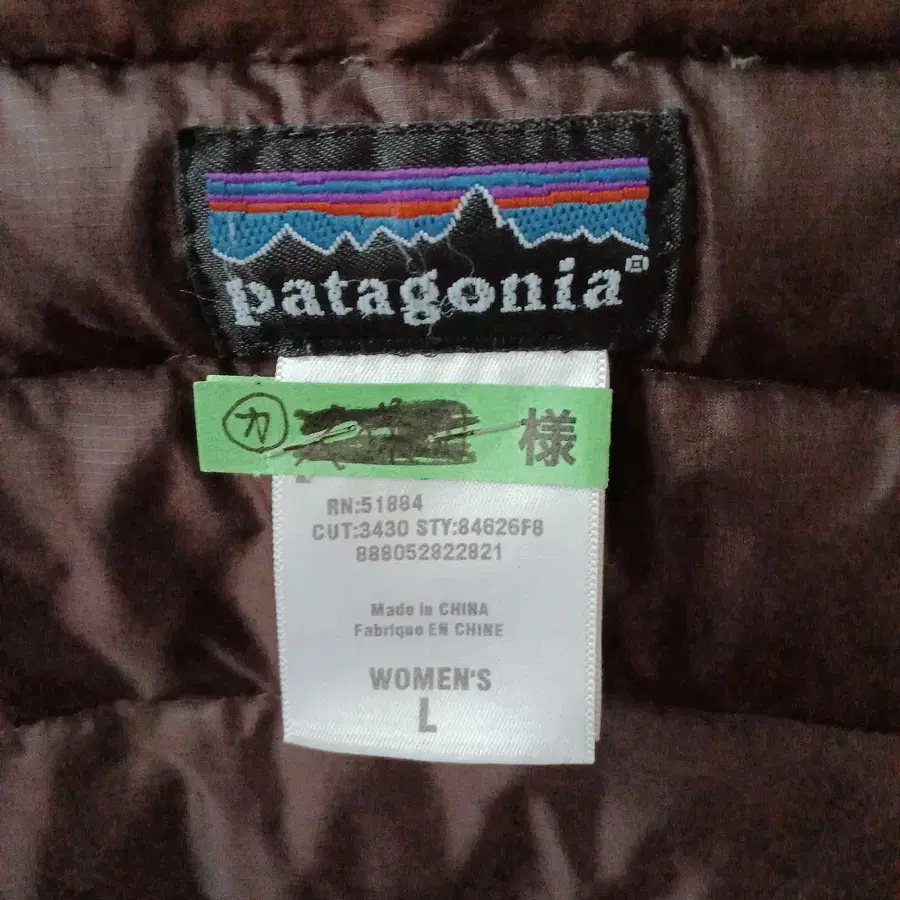 patagonia®
カ 様
RN:51884
CUT:3430 STY:84626F8
888052822821
Made in CHINA
Fabriqué EN CHINE
WOMEN'S
L